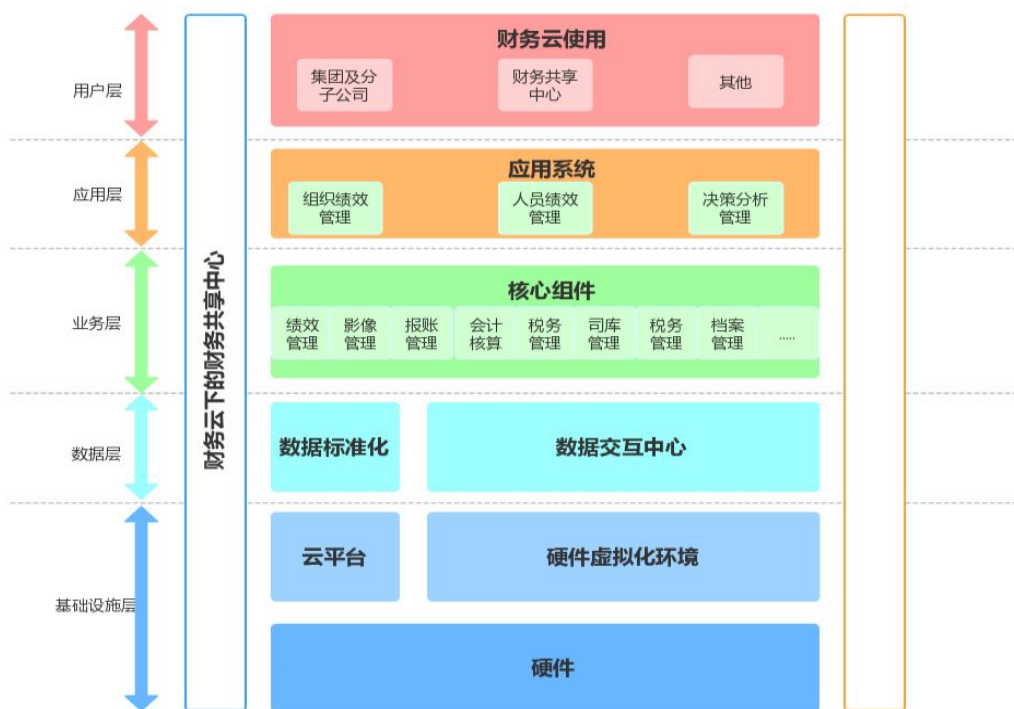 财务云使用
集团及分
子公司
财务共享
中心
其他
用户层
应用系统
组织绩效
管理
人员绩效
管理
决策分析
管理
应用层
财务云下的财务共享中心
核心组件
绩效
管理
影像
管理
报账
管理
会计
核算
税务
管理
司库
管理
税务
管理
档案
管理
.....
业务层
数据标准化
数据交互中心
数据层
云平台
硬件虚拟化环境
基础设施层
硬件